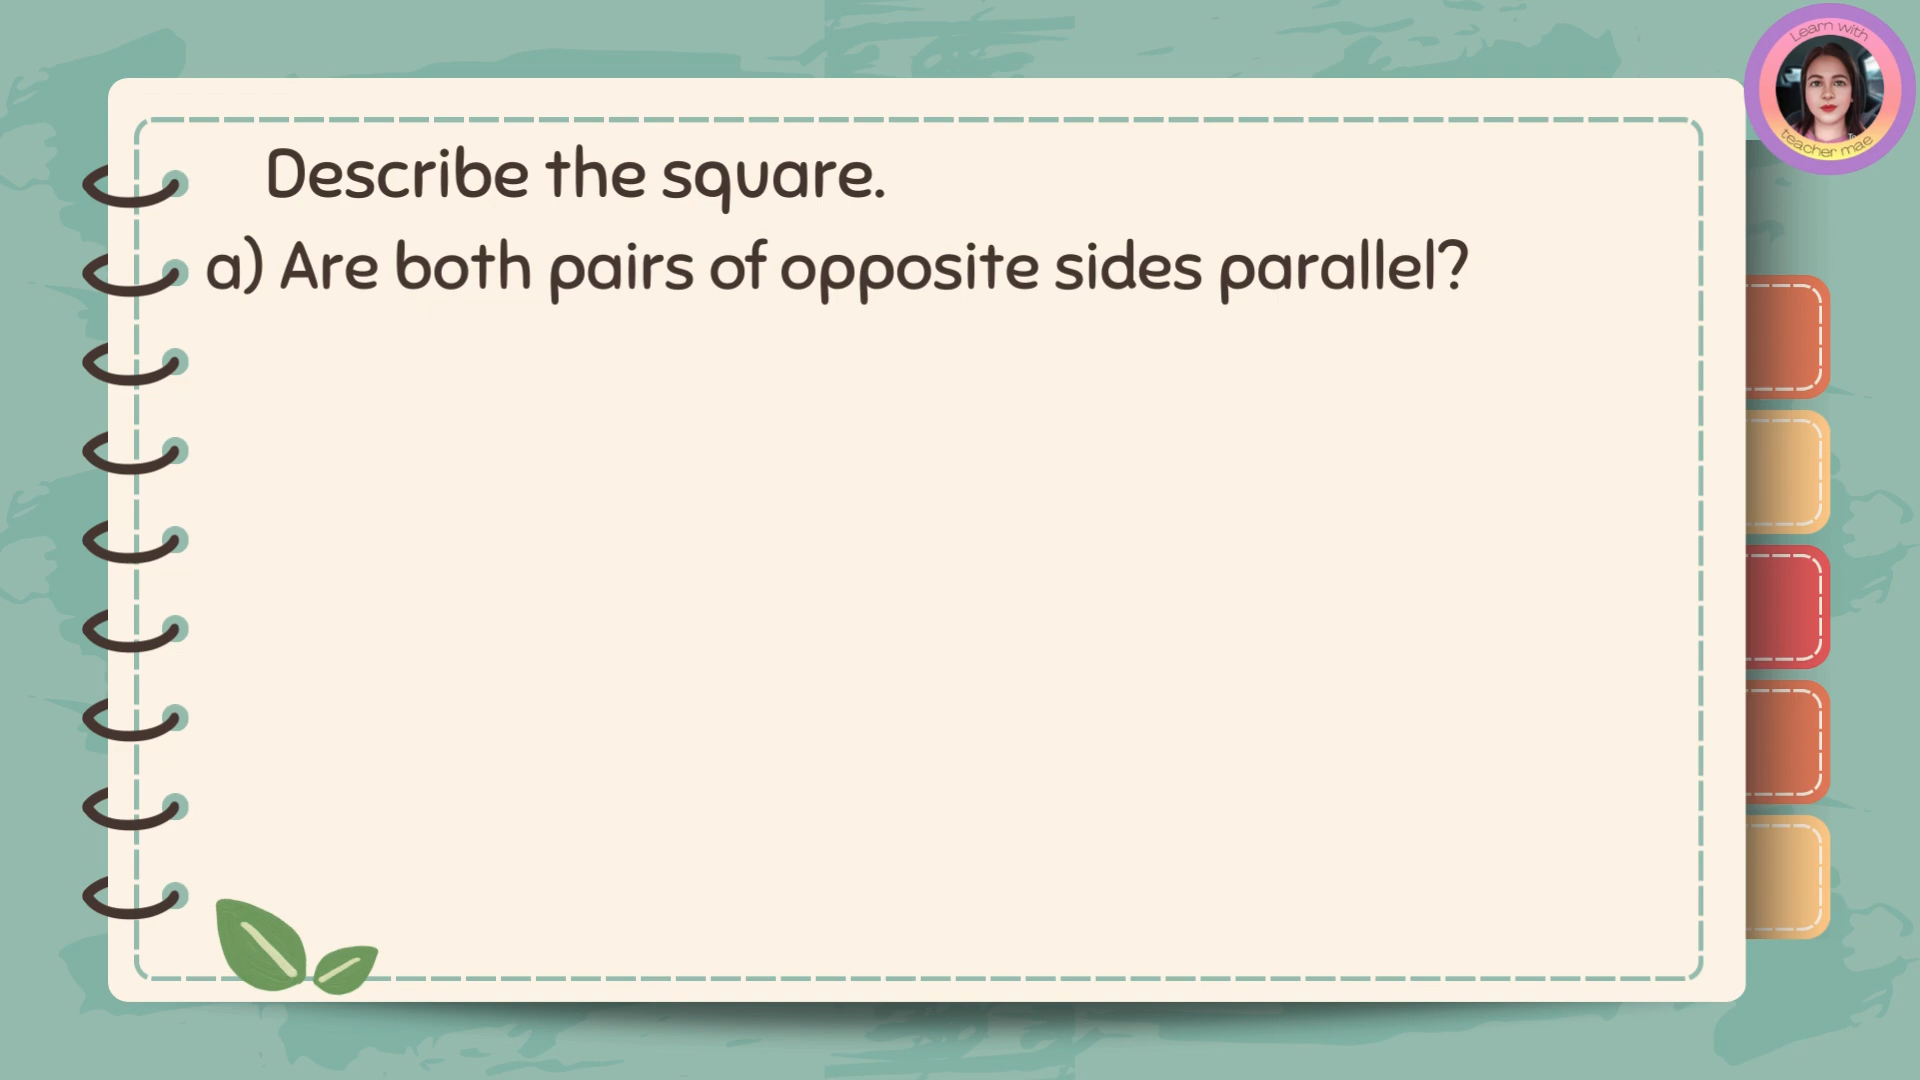 Learn with
Describe the square.
teacher mae
a) Are both pairs of opposite sides parallel?